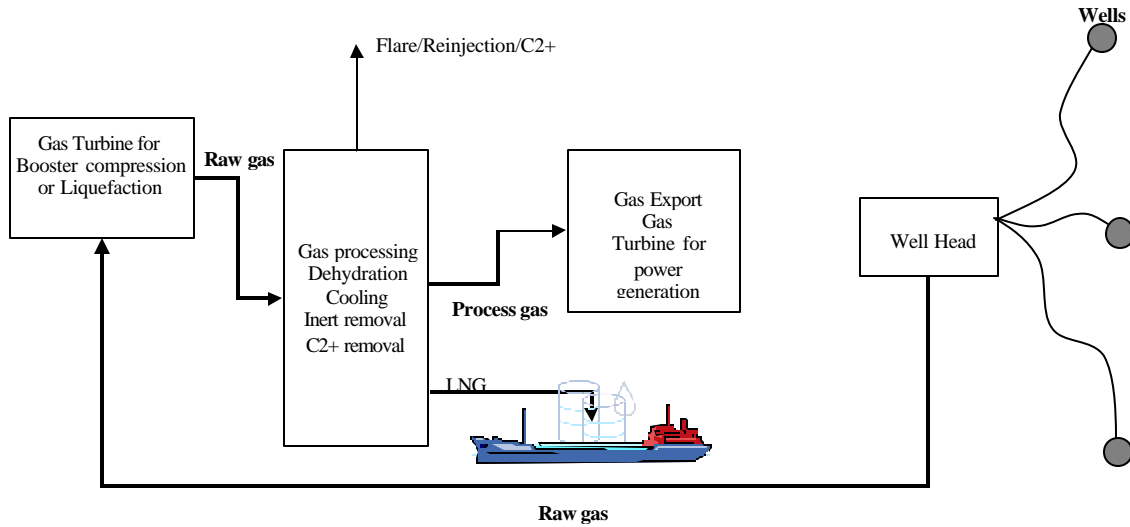 Wells
Flare/Reinjection/C2+
Gas Turbine for
Booster compression
or Liquefaction
Raw gas
Gas processing
Dehydration
Cooling
Inert removal
C2+ removal
Gas Export
Gas
Turbine for
power
generation
Process gas
Well Head
LNG
Raw gas